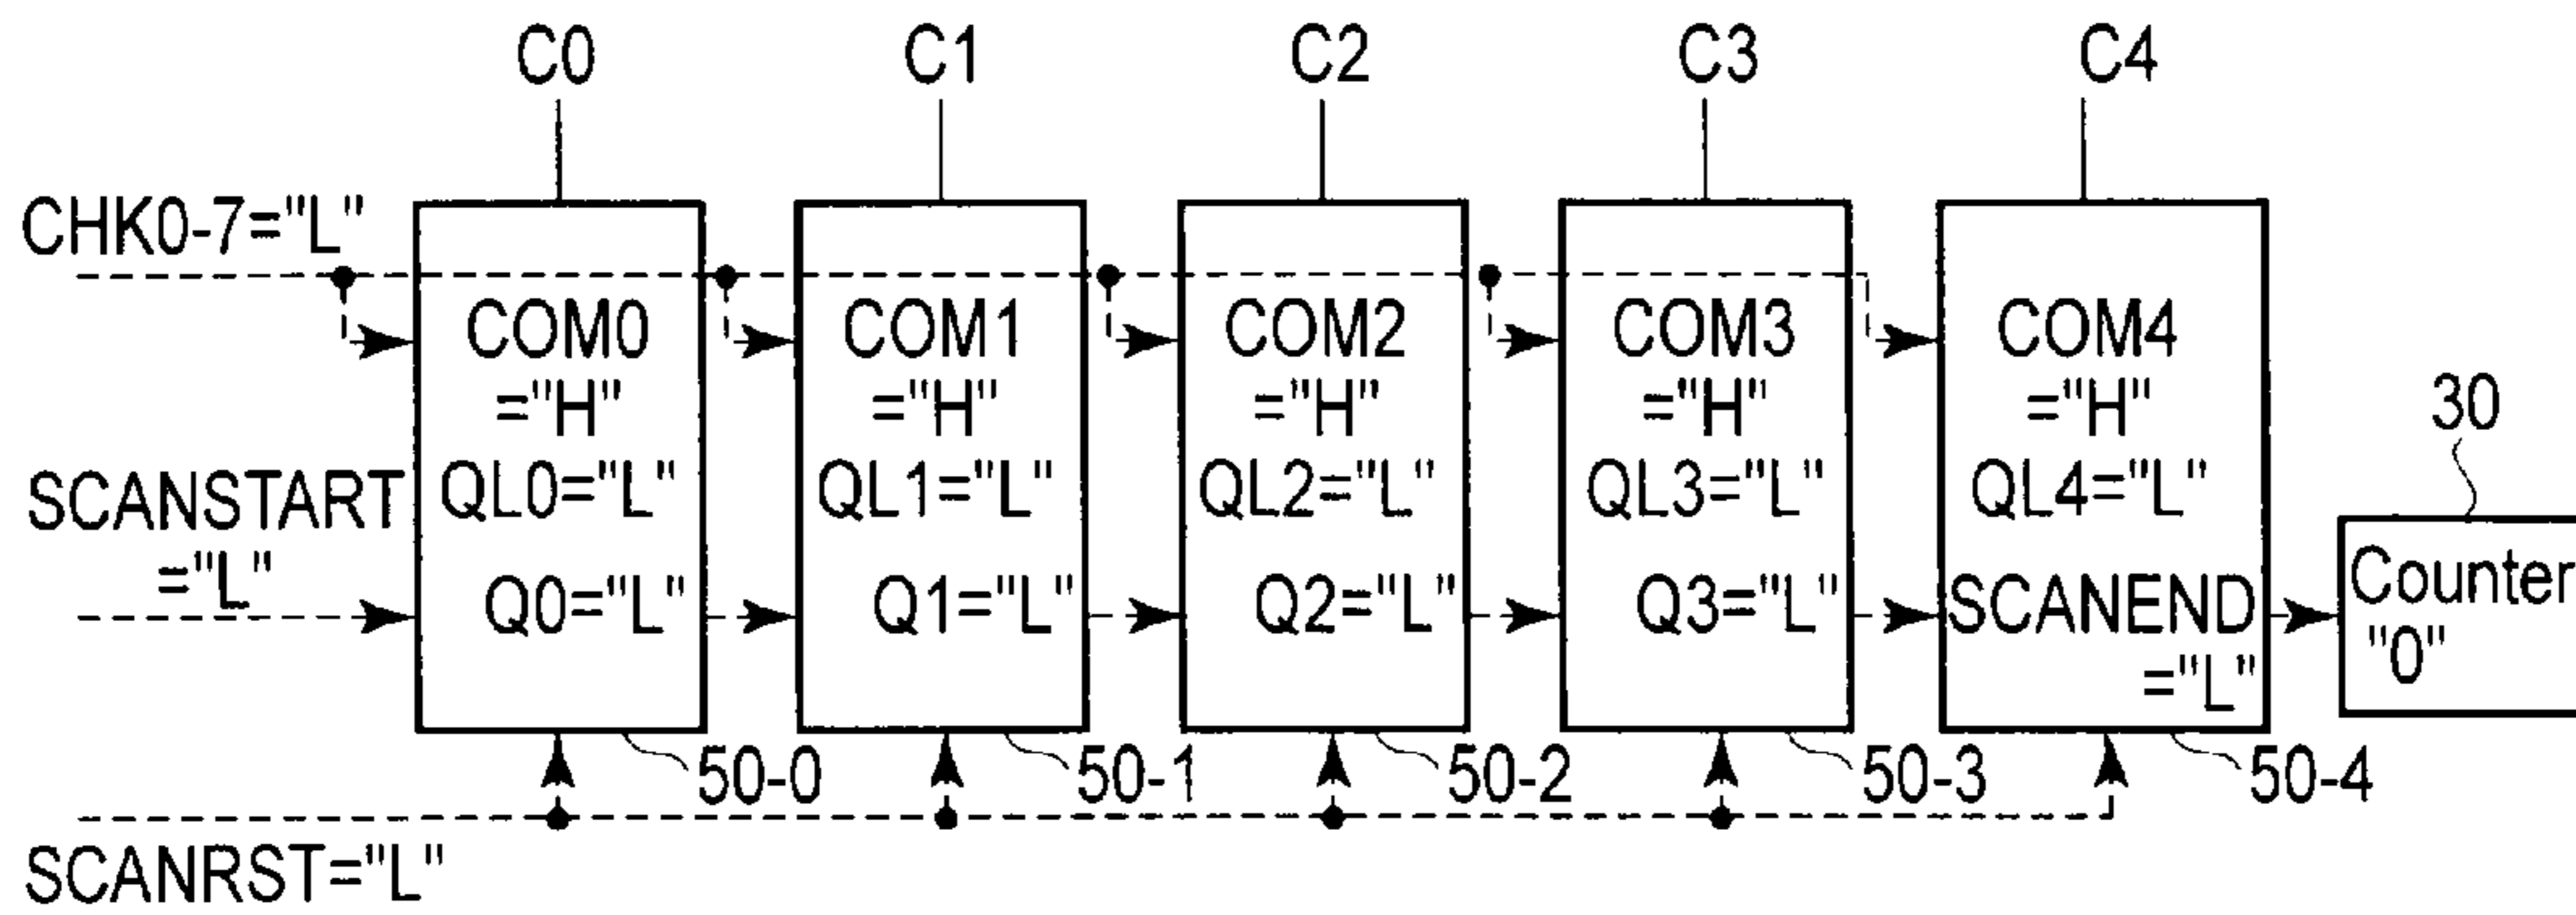 C0 C1 C2 C3 C4
CHK0-7="L"
COM0
="H"
QL0="L"
Q0="L"
COM1
="H"
QL1="L"
Q1="L"
COM2
="H"
QL2="L"
Q2="L"
COM3
="H"
QL3="L"
Q3="L"
COM4
="H"
QL4="L"
SCANEND
="L"
SCANSTART
="L"
30
Counter
"0"
50-0 50-1 50-2 50-3 50-4
SCANRST="L"